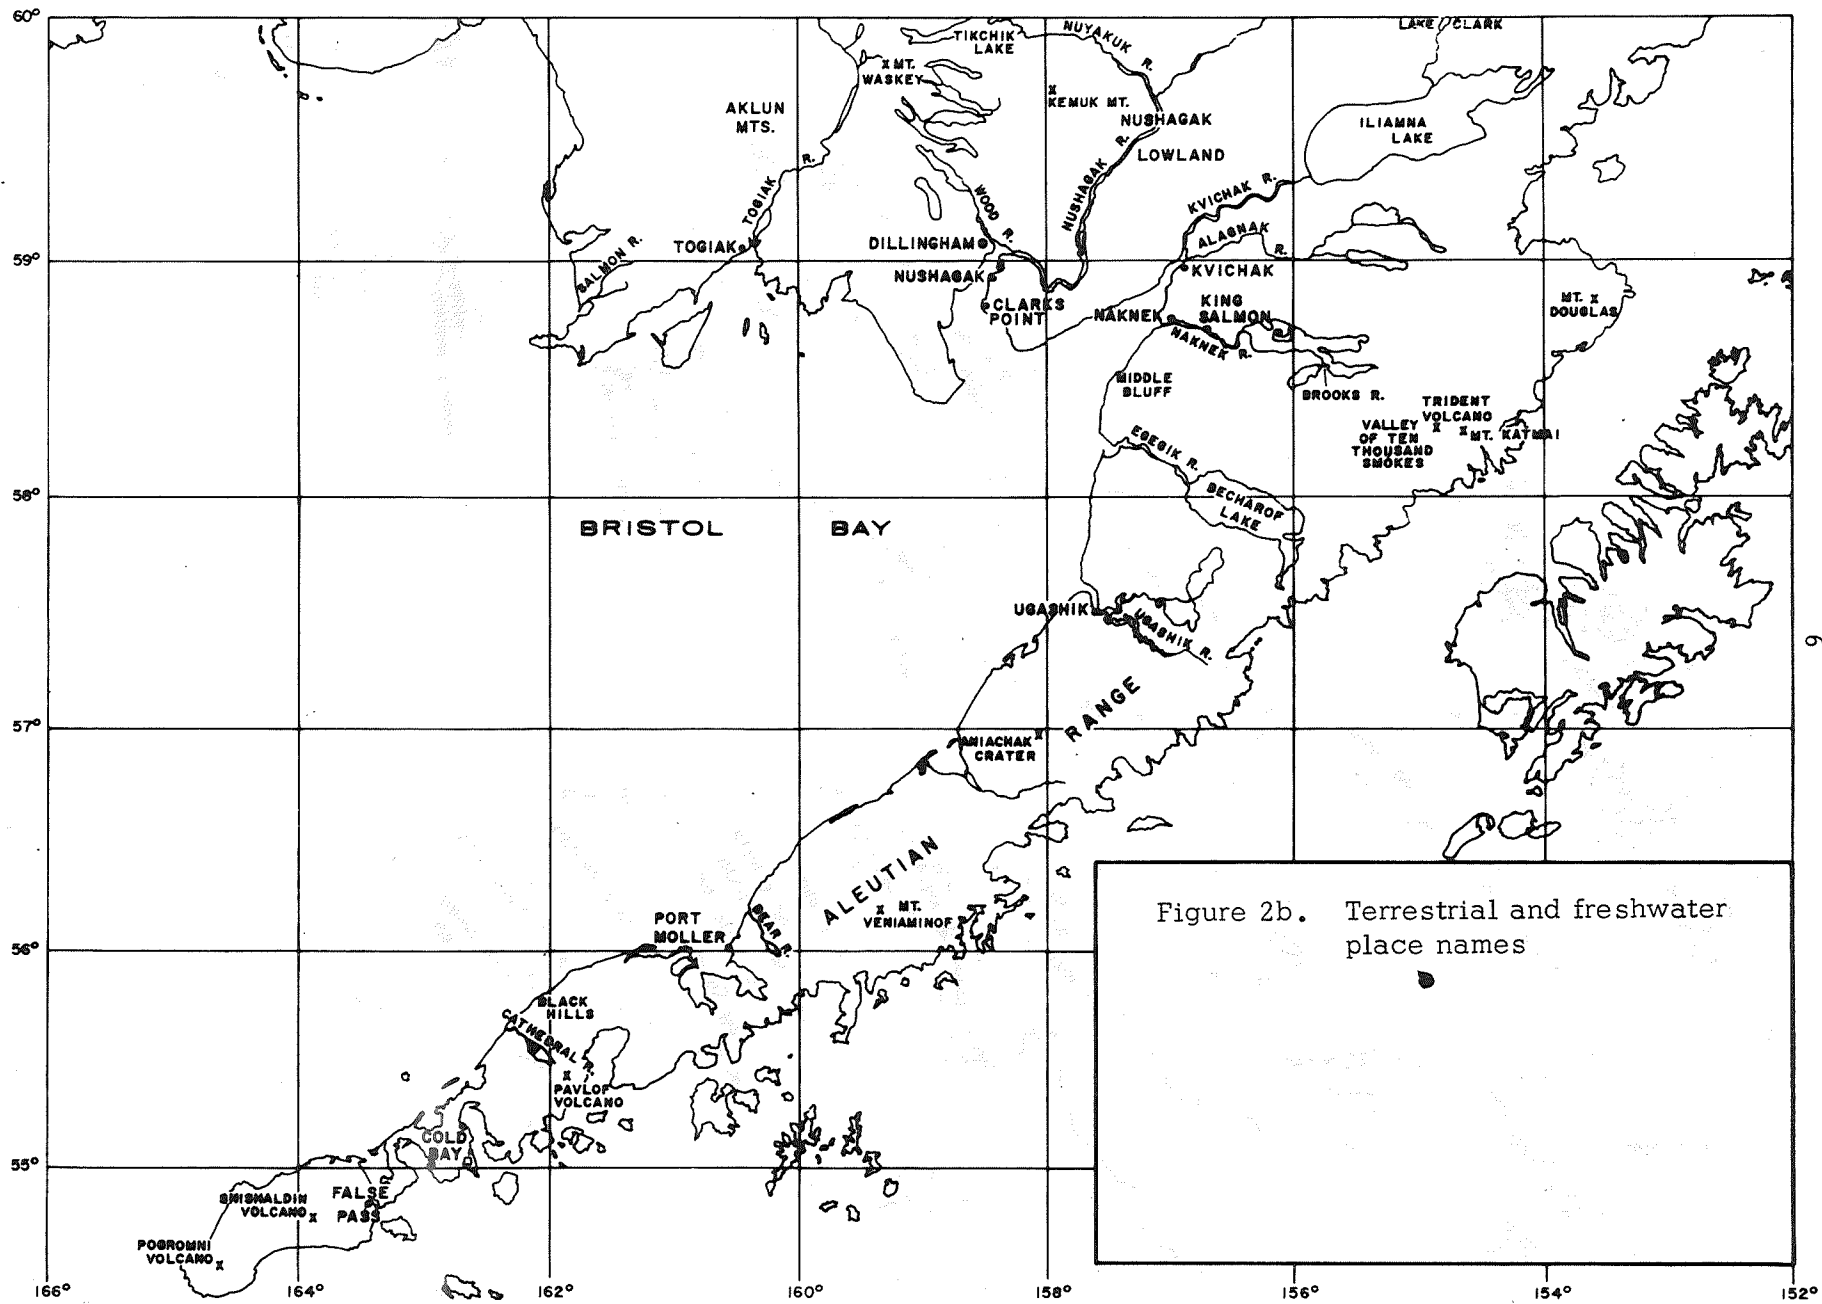 60°
LAKE CLARK
TIKCHIK
LAKE
NUYAKUK
R.
x MT.
WASKEY
x
KEMUK MT.
AKLUN
MTS.
NUSHAGAK
LOWLAND
ILIAMNA
LAKE
TOGIAK
R.
WOOD
R.
NUSHAGAK
R.
KVICHAK R.
ALAGNAK
R.
SALMON R.
TOGIAK
DILLINGHAM
NUSHAGAK
KVICHAK
59°
CLARKS
POINT
NAKNEK
KING
SALMON
NAKNEK R.
MT. x
DOUGLAS
MIDDLE
BLUFF
BROOKS R.
TRIDENT
VOLCANO
x
x MT. KATMAI
VALLEY
OF TEN
THOUSAND
SMOKES
EGEGIK R.
58°
BECHAROF
LAKE
BRISTOL BAY
UGASHIK
UGASHIK R.
6
57°
ANIACHAK x
CRATER
ALEUTIAN RANGE
x MT.
VENIAMINOF
PORT
MOLLER
BEAR R.
56°
BLACK
HILLS
CATHEDRAL R.
x
PAVLOF
VOLCANO
COLD
BAY
55°
SHISHALDIN
VOLCANO x
FALSE
PASS
POGROMNI
VOLCANO x
Figure 2b. Terrestrial and freshwater
place names
166° 164° 162° 160° 158° 156° 154° 152°